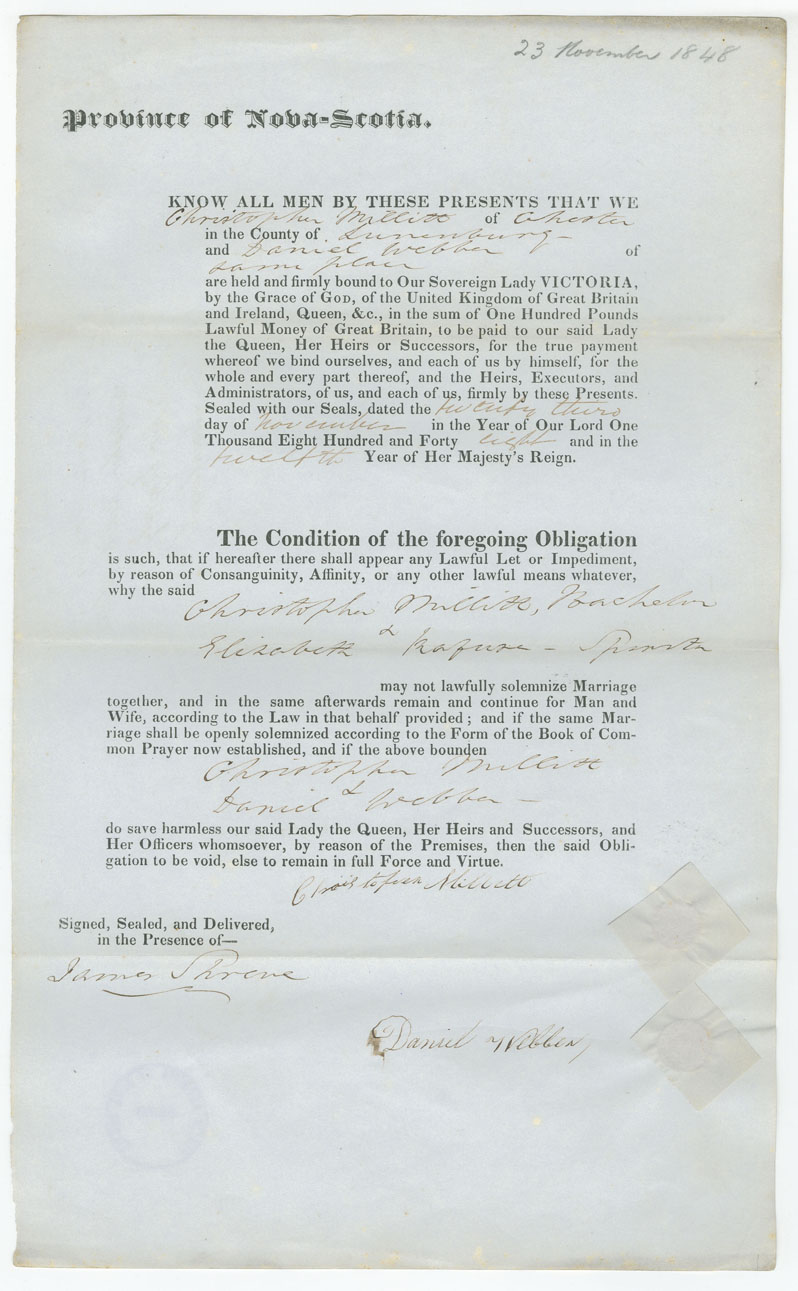 23 November 1848
Province of Nova-Scotia.
KNOW ALL MEN BY THESE PRESENTS THAT WE
Christopher Millett of Chester
in the County of Lunenburg –
and Daniel Webber of
same place
are held and firmly bound to Our Sovereign Lady VICTORIA,
by the Grace of GOD, of the United Kingdom of Great Britain
and Ireland, Queen, &c., in the sum of One Hundred Pounds
Lawful Money of Great Britain, to be paid to our said Lady
the Queen, Her Heirs or Successors, for the true payment
whereof we bind ourselves, and each of us by himself, for the
whole and every part thereof, and the Heirs, Executors, and
Administrators, of us, and each of us, firmly by these Presents.
Sealed with our Seals, dated the twenty third
day of November in the Year of Our Lord One
Thousand Eight Hundred and Forty eight and in the
twelfth Year of Her Majesty's Reign.
The Condition of the foregoing Obligation
is such, that if hereafter there shall appear any Lawful Let or Impediment,
by reason of Consanguinity, Affinity, or any other lawful means whatever,
why the said
Christopher Millett, Bachelor
&
Elizabeth – Spinster
may not lawfully solemnize Marriage
together, and in the same afterwards remain and continue for Man and
Wife, according to the Law in that behalf provided; and if the same Mar-
riage shall be openly solemnized according to the Form of the Book of Com-
mon Prayer now established, and if the above bounden
Christopher Millett
&
Daniel Webber –
do save harmless our said Lady the Queen, Her Heirs and Successors, and
Her Officers whomsoever, by reason of the Premises, then the said Obli-
gation to be void, else to remain in full Force and Virtue.
Christopher Millett
Signed, Sealed, and Delivered,
in the Presence of—
James Shreve
Daniel Webber